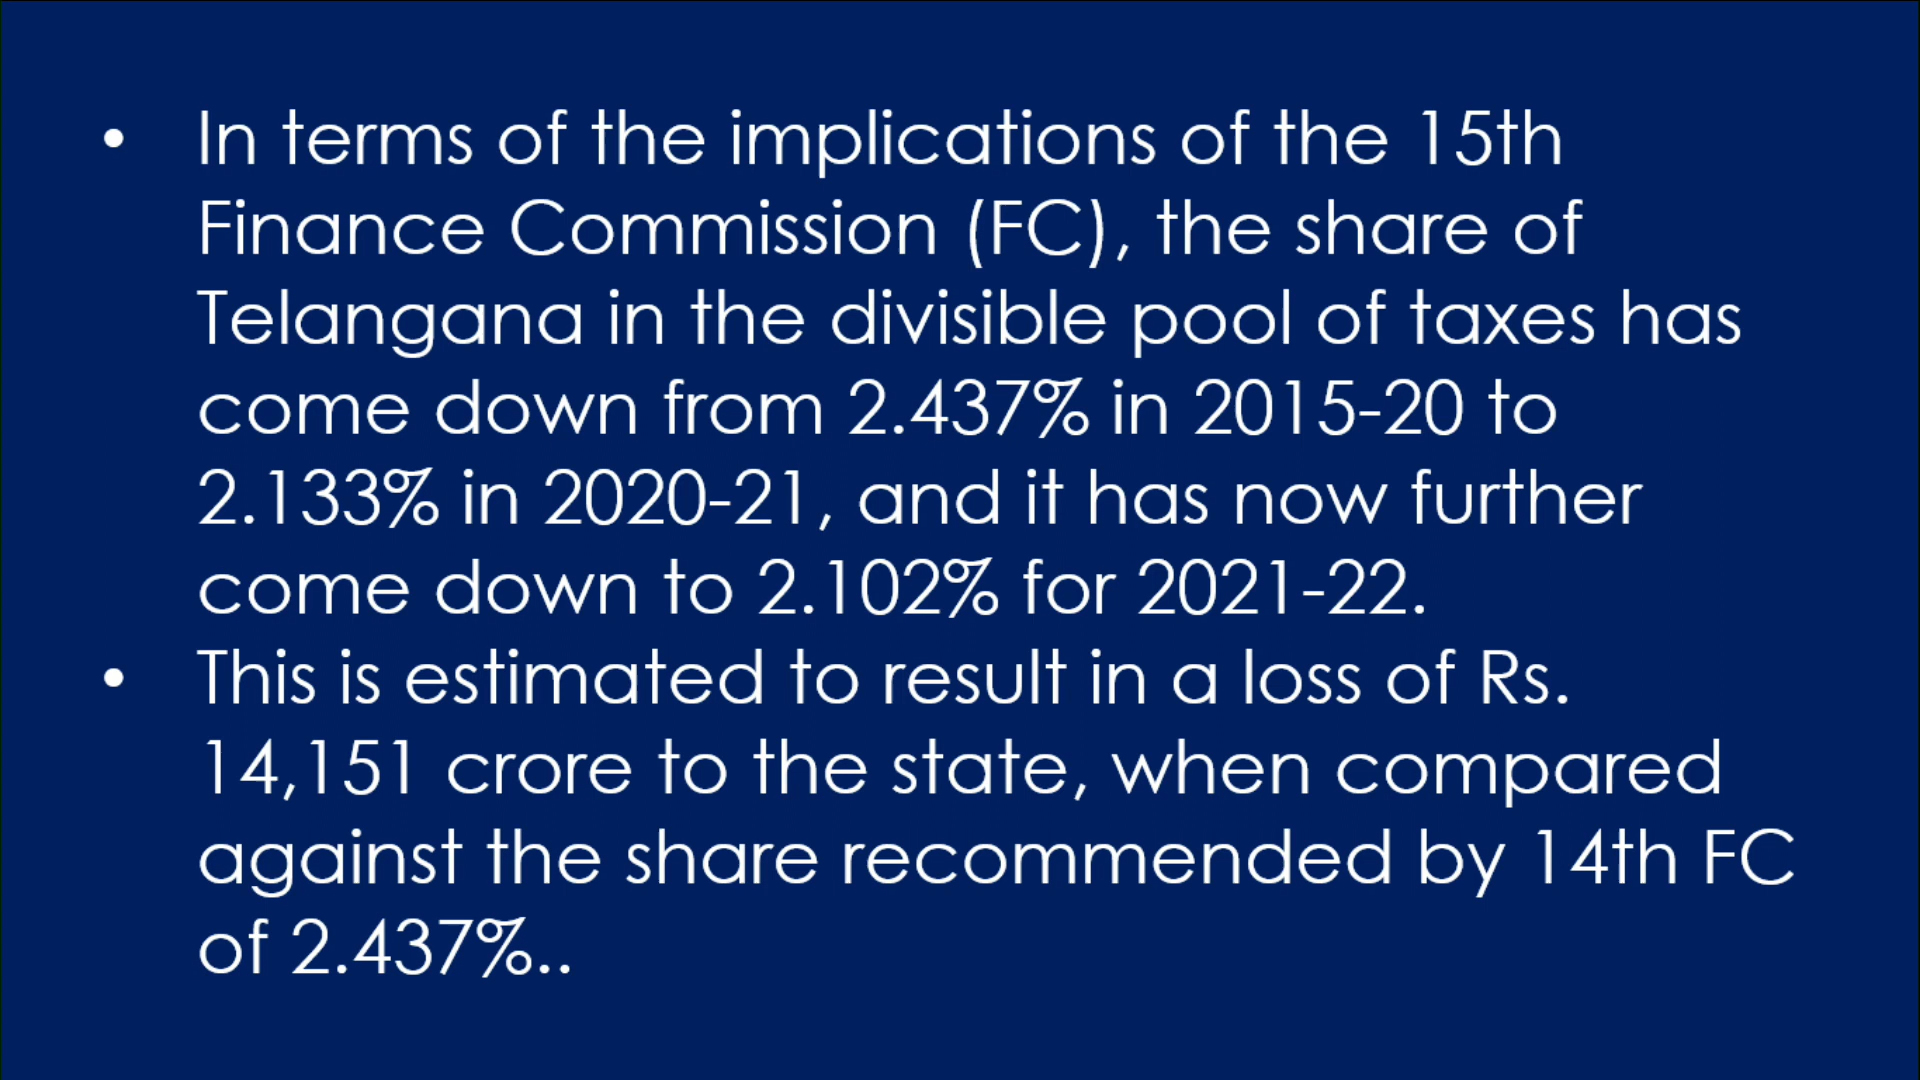 • In terms of the implications of the 15th
Finance Commission (FC), the share of
Telangana in the divisible pool of taxes has
come down from 2.437% in 2015-20 to
2.133% in 2020-21, and it has now further
come down to 2.102% for 2021-22.
• This is estimated to result in a loss of Rs.
14,151 crore to the state, when compared
against the share recommended by 14th FC
of 2.437%..